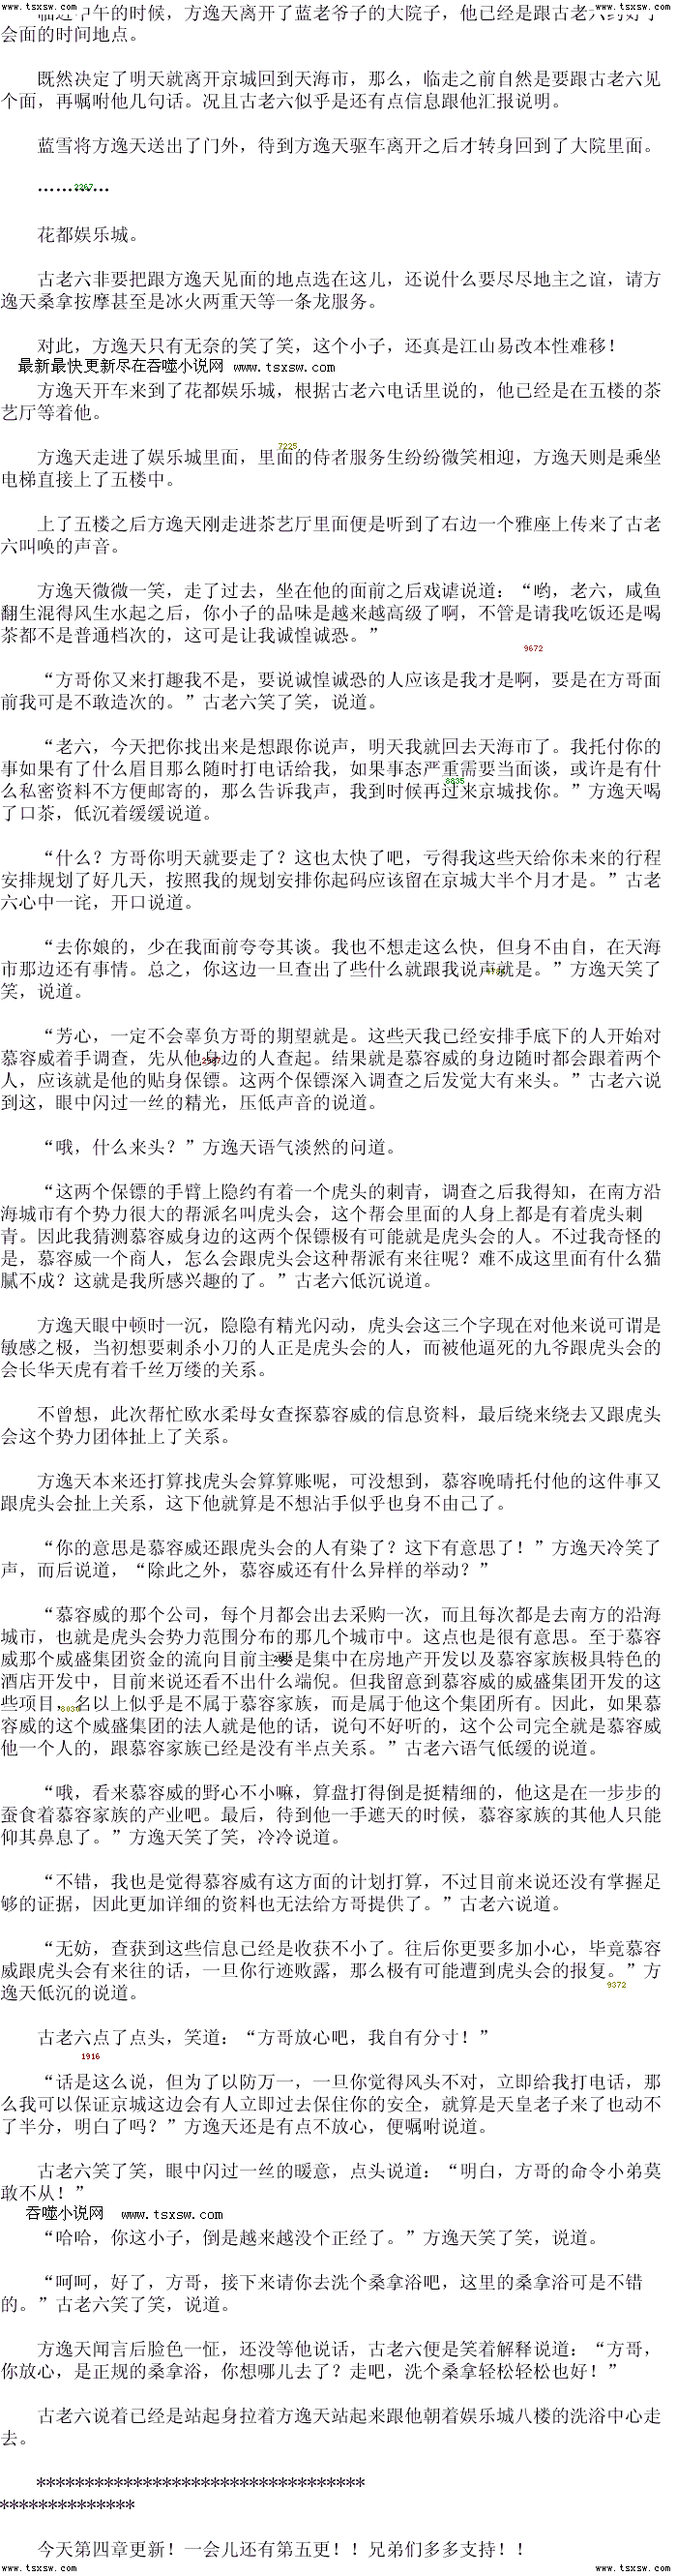 www.tsxsw.com www.tsxsw.com
临近中午的时候，方逸天离开了蓝老爷子的大院子，他已经是跟古老六约好了
会面的时间地点。
既然决定了明天就离开京城回到天海市，那么，临走之前自然是要跟古老六见
个面，再嘱咐他几句话。况且古老六似乎是还有点信息跟他汇报说明。
蓝雪将方逸天送出了门外，待到方逸天驱车离开之后才转身回到了大院里面。
…………
2267
花都娱乐城。
古老六非要把跟方逸天见面的地点选在这儿，还说什么要尽尽地主之谊，请方
逸天桑拿按摩甚至是冰火两重天等一条龙服务。
对此，方逸天只有无奈的笑了笑，这个小子，还真是江山易改本性难移！
最新最快更新尽在吞噬小说网 www.tsxsw.com
方逸天开车来到了花都娱乐城，根据古老六电话里说的，他已经是在五楼的茶
艺厅等着他。
7225
方逸天走进了娱乐城里面，里面的侍者服务生纷纷微笑相迎，方逸天则是乘坐
电梯直接上了五楼中。
上了五楼之后方逸天刚走进茶艺厅里面便是听到了右边一个雅座上传来了古老
六叫唤的声音。
方逸天微微一笑，走了过去，坐在他的面前之后戏谑说道：“哟，老六，咸鱼
翻生混得风生水起之后，你小子的品味是越来越高级了啊，不管是请我吃饭还是喝
茶都不是普通档次的，这可是让我诚惶诚恐。”
9672
“方哥你又来打趣我不是，要说诚惶诚恐的人应该是我才是啊，要是在方哥面
前我可是不敢造次的。”古老六笑了笑，说道。
“老六，今天把你找出来是想跟你说声，明天我就回去天海市了。我托付你的
事如果有了什么眉目那么随时打电话给我，如果事态严重需要当面谈，或许是有什
8835
么私密资料不方便邮寄的，那么告诉我声，我到时候再过来京城找你。”方逸天喝
了口茶，低沉着缓缓说道。
“什么？方哥你明天就要走了？这也太快了吧，亏得我这些天给你未来的行程
安排规划了好几天，按照我的规划安排你起码应该留在京城大半个月才是。”古老
六心中一诧，开口说道。
“去你娘的，少在我面前夸夸其谈。我也不想走这么快，但身不由自，在天海
市那边还有事情。总之，你这边一旦查出了些什么就跟我说声就是。”方逸天笑了
笑，说道。
“芳心，一定不会辜负方哥的期望就是。这些天我已经安排手底下的人开始对
慕容威着手调查，先从他身边的人查起。结果就是慕容威的身边随时都会跟着两个
人，应该就是他的贴身保镖。这两个保镖深入调查之后发觉大有来头。”古老六说
到这，眼中闪过一丝的精光，压低声音的说道。
“哦，什么来头？”方逸天语气淡然的问道。
“这两个保镖的手臂上隐约有着一个虎头的刺青，调查之后我得知，在南方沿
海城市有个势力很大的帮派名叫虎头会，这个帮会里面的人身上都是有着虎头刺
青。因此我猜测慕容威身边的这两个保镖极有可能就是虎头会的人。不过我奇怪的
是，慕容威一个商人，怎么会跟虎头会这种帮派有来往呢？难不成这里面有什么猫
腻不成？这就是我所感兴趣的了。”古老六低沉说道。
方逸天眼中顿时一沉，隐隐有精光闪动，虎头会这三个字现在对他来说可谓是
敏感之极，当初想要刺杀小刀的人正是虎头会的人，而被他逼死的九爷跟虎头会的
会长华天虎有着千丝万缕的关系。
不曾想，此次帮忙欧水柔母女查探慕容威的信息资料，最后绕来绕去又跟虎头
会这个势力团体扯上了关系。
方逸天本来还打算找虎头会算算账呢，可没想到，慕容晚晴托付他的这件事又
跟虎头会扯上关系，这下他就算是不想沾手似乎也身不由己了。
“你的意思是慕容威还跟虎头会的人有染了？这下有意思了！”方逸天冷笑了
声，而后说道，“除此之外，慕容威还有什么异样的举动？”
“慕容威的那个公司，每个月都会出去采购一次，而且每次都是去南方的沿海
城市，也就是虎头会势力范围分布的那几个城市中。这点也是很有意思。至于慕容
威那个威盛集团资金的流向目前主要是集中在房地产开发以及慕容家族极具特色的
酒店开发中，目前来说还看不出什么端倪。但我留意到慕容威的威盛集团开发的这
些项目，名以上似乎是不属于慕容家族，而是属于他这个集团所有。因此，如果慕
容威的这个威盛集团的法人就是他的话，说句不好听的，这个公司完全就是慕容威
他一个人的，跟慕容家族已经是没有半点关系。”古老六语气低缓的说道。
“哦，看来慕容威的野心不小嘛，算盘打得倒是挺精细的，他这是在一步步的
蚕食着慕容家族的产业吧。最后，待到他一手遮天的时候，慕容家族的其他人只能
仰其鼻息了。”方逸天笑了笑，冷冷说道。
“不错，我也是觉得慕容威有这方面的计划打算，不过目前来说还没有掌握足
够的证据，因此更加详细的资料也无法给方哥提供了。”古老六说道。
“无妨，查获到这些信息已经是收获不小了。往后你更要多加小心，毕竟慕容
威跟虎头会有来往的话，一旦你行迹败露，那么极有可能遭到虎头会的报复。”方
9372
逸天低沉的说道。
古老六点了点头，笑道：“方哥放心吧，我自有分寸！”
1916
“话是这么说，但为了以防万一，一旦你觉得风头不对，立即给我打电话，那
么我可以保证京城这边会有人立即过去保住你的安全，就算是天皇老子来了也动不
了半分，明白了吗？”方逸天还是有点不放心，便嘱咐说道。
古老六笑了笑，眼中闪过一丝的暖意，点头说道：“明白，方哥的命令小弟莫
敢不从！”
吞噬小说网 www.tsxsw.com
“哈哈，你这小子，倒是越来越没个正经了。”方逸天笑了笑，说道。
“呵呵，好了，方哥，接下来请你去洗个桑拿浴吧，这里的桑拿浴可是不错
的。”古老六笑了笑，说道。
方逸天闻言后脸色一怔，还没等他说话，古老六便是笑着解释说道：“方哥，
你放心，是正规的桑拿浴，你想哪儿去了？走吧，洗个桑拿轻松轻松也好！”
古老六说着已经是站起身拉着方逸天站起来跟他朝着娱乐城八楼的洗浴中心走
去。
**********************************
**************
今天第四章更新！一会儿还有第五更！！兄弟们多多支持！！
www.tsxsw.com www.tsxsw.com